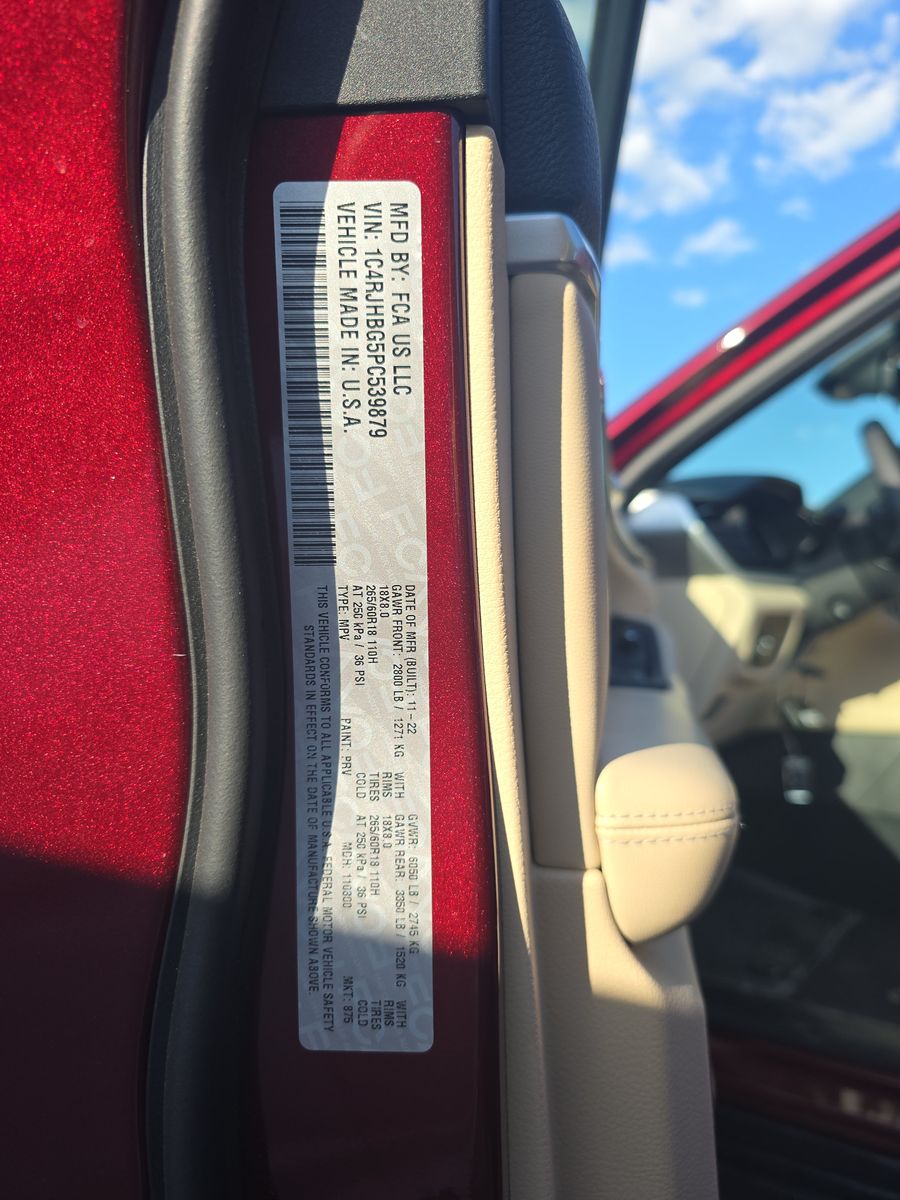 MFD BY: FCA US LLC
VIN: 1C4RJHBG5PC539879
VEHICLE MADE IN: U.S.A.
DATE OF MFR (BUILT): 11-22 GVWR: 6050 LB / 2745 KG
GAWR FRONT: 2800 LB / 1271 KG WITH GAWR REAR: 3350 LB / 1520 KG WITH
18X8.0 RIMS 18X8.0 RIMS
265/60R18 110H TIRES 265/60R18 110H TIRES
AT 250 kPa / 36 PSI COLD AT 250 kPa / 36 PSI COLD
TYPE: MPV PAINT: PRV MDH: 110300 MKT: 875
THIS VEHICLE CONFORMS TO ALL APPLICABLE U.S.A. FEDERAL MOTOR VEHICLE SAFETY
STANDARDS IN EFFECT ON THE DATE OF MANUFACTURE SHOWN ABOVE.